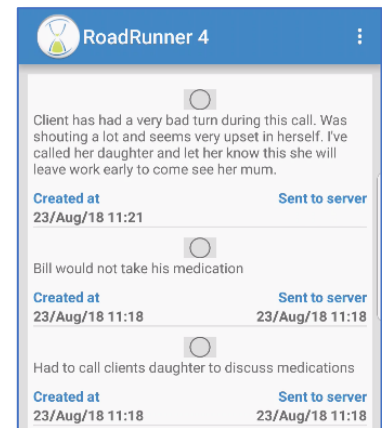 RoadRunner 4
Client has had a very bad turn during this call. Was
shouting a lot and seems very upset in herself. I've
called her daughter and let her know this she will
leave work early to come see her mum.
Created at Sent to server
23/Aug/18 11:21
Bill would not take his medication
Created at Sent to server
23/Aug/18 11:18 23/Aug/18 11:18
Had to call clients daughter to discuss medications
Created at Sent to server
23/Aug/18 11:18 23/Aug/18 11:18